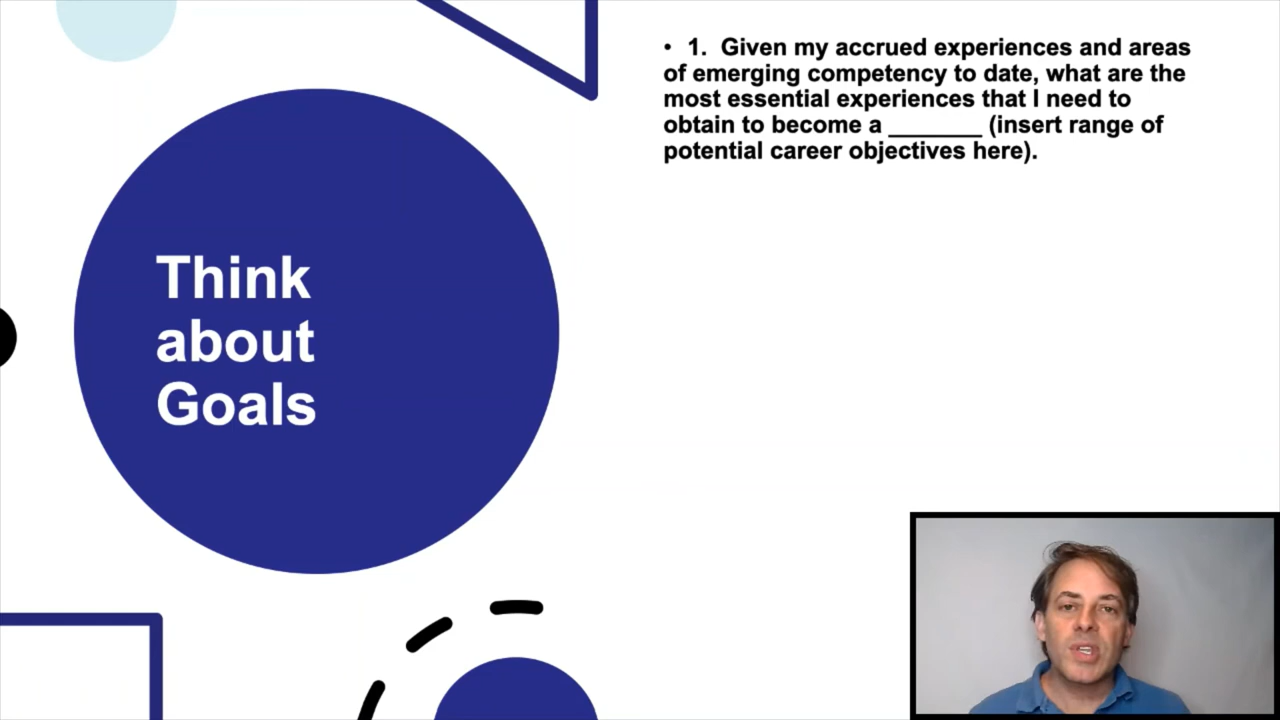 Think
about
Goals
• 1. Given my accrued experiences and areas
of emerging competency to date, what are the
most essential experiences that I need to
obtain to become a _______ (insert range of
potential career objectives here).